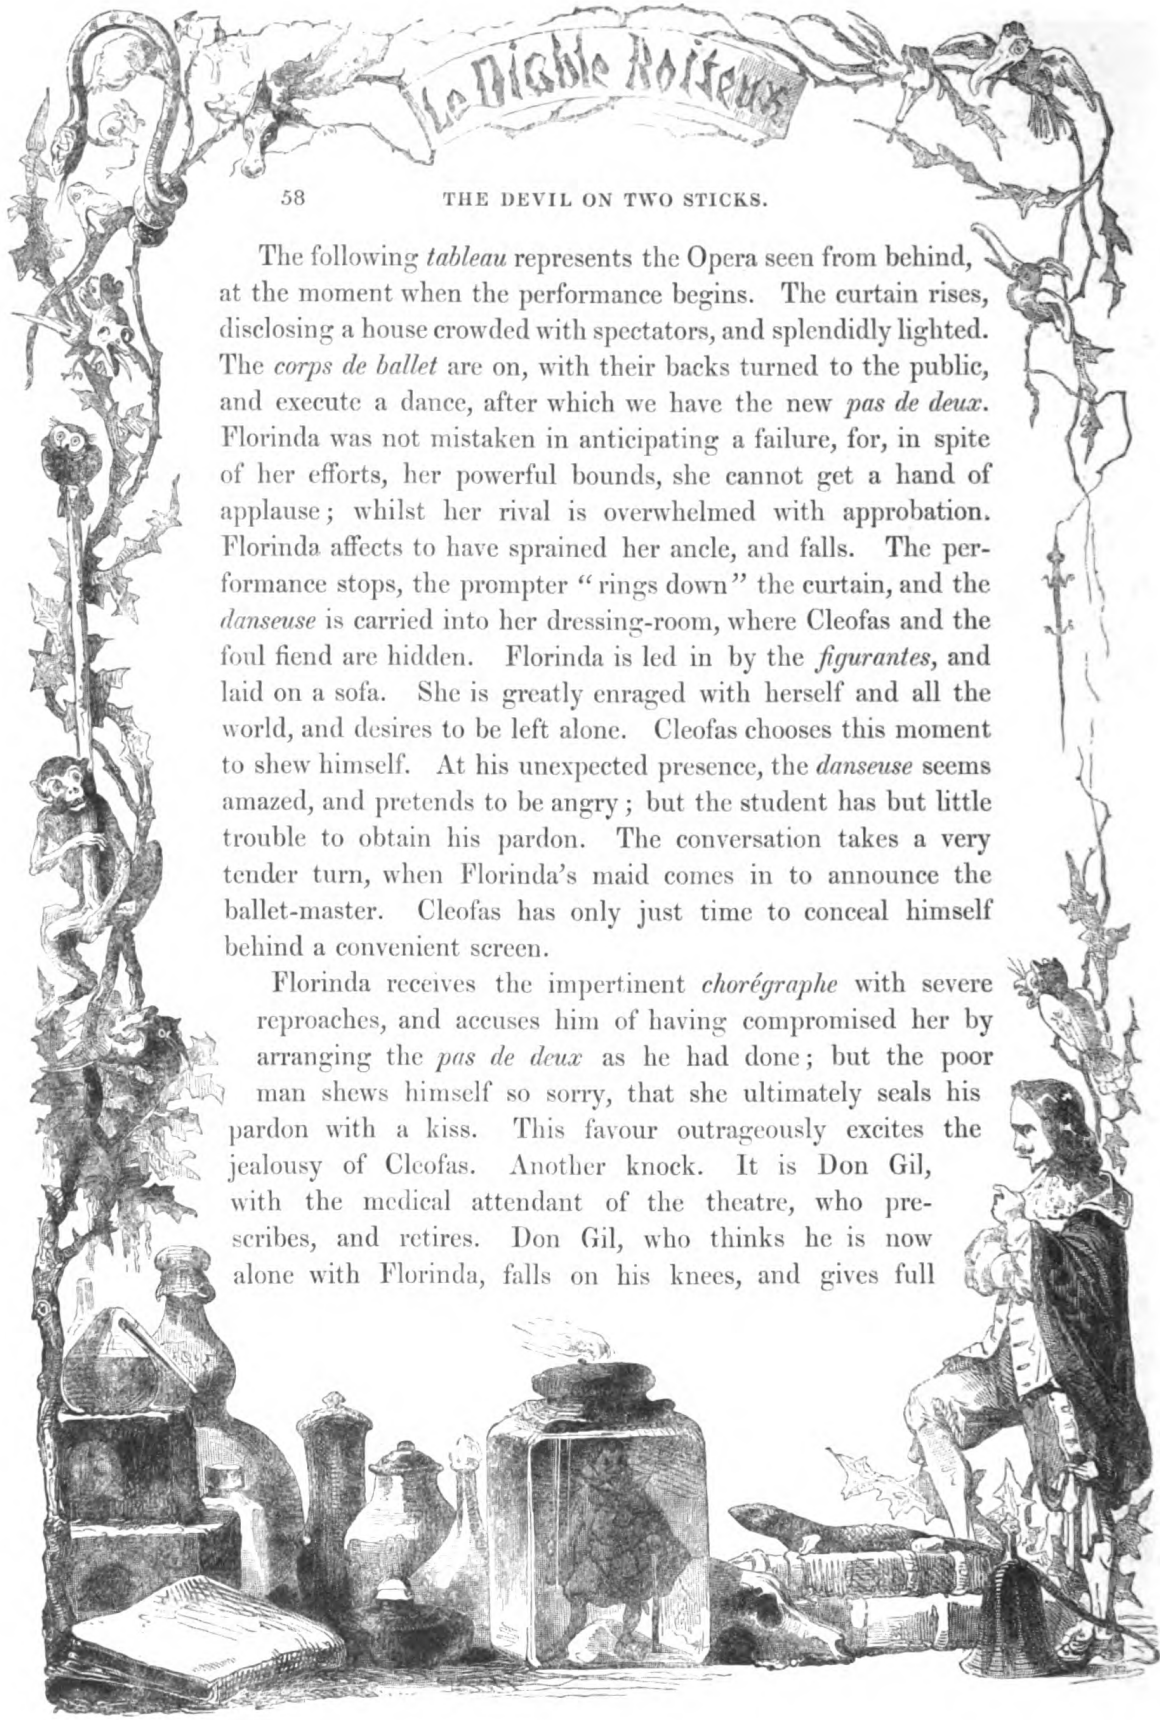 Le Diable Boiteux
58 THE DEVIL ON TWO STICKS.
The following tableau represents the Opera seen from behind,
at the moment when the performance begins. The curtain rises,
disclosing a house crowded with spectators, and splendidly lighted.
The corps de ballet are on, with their backs turned to the public,
and execute a dance, after which we have the new pas de deux.
Florinda was not mistaken in anticipating a failure, for, in spite
of her efforts, her powerful bounds, she cannot get a hand of
applause; whilst her rival is overwhelmed with approbation.
Florinda affects to have sprained her ancle, and falls. The per-
formance stops, the prompter "rings down" the curtain, and the
danseuse is carried into her dressing-room, where Cleofas and the
foul fiend are hidden. Florinda is led in by the figurantes, and
laid on a sofa. She is greatly enraged with herself and all the
world, and desires to be left alone. Cleofas chooses this moment
to shew himself. At his unexpected presence, the danseuse seems
amazed, and pretends to be angry; but the student has but little
trouble to obtain his pardon. The conversation takes a very
tender turn, when Florinda's maid comes in to announce the
ballet-master. Cleofas has only just time to conceal himself
behind a convenient screen.
Florinda receives the impertinent chorégraphe with severe
reproaches, and accuses him of having compromised her by
arranging the pas de deux as he had done; but the poor
man shews himself so sorry, that she ultimately seals his
pardon with a kiss. This favour outrageously excites the
jealousy of Cleofas. Another knock. It is Don Gil,
with the medical attendant of the theatre, who pre-
scribes, and retires. Don Gil, who thinks he is now
alone with Florinda, falls on his knees, and gives full